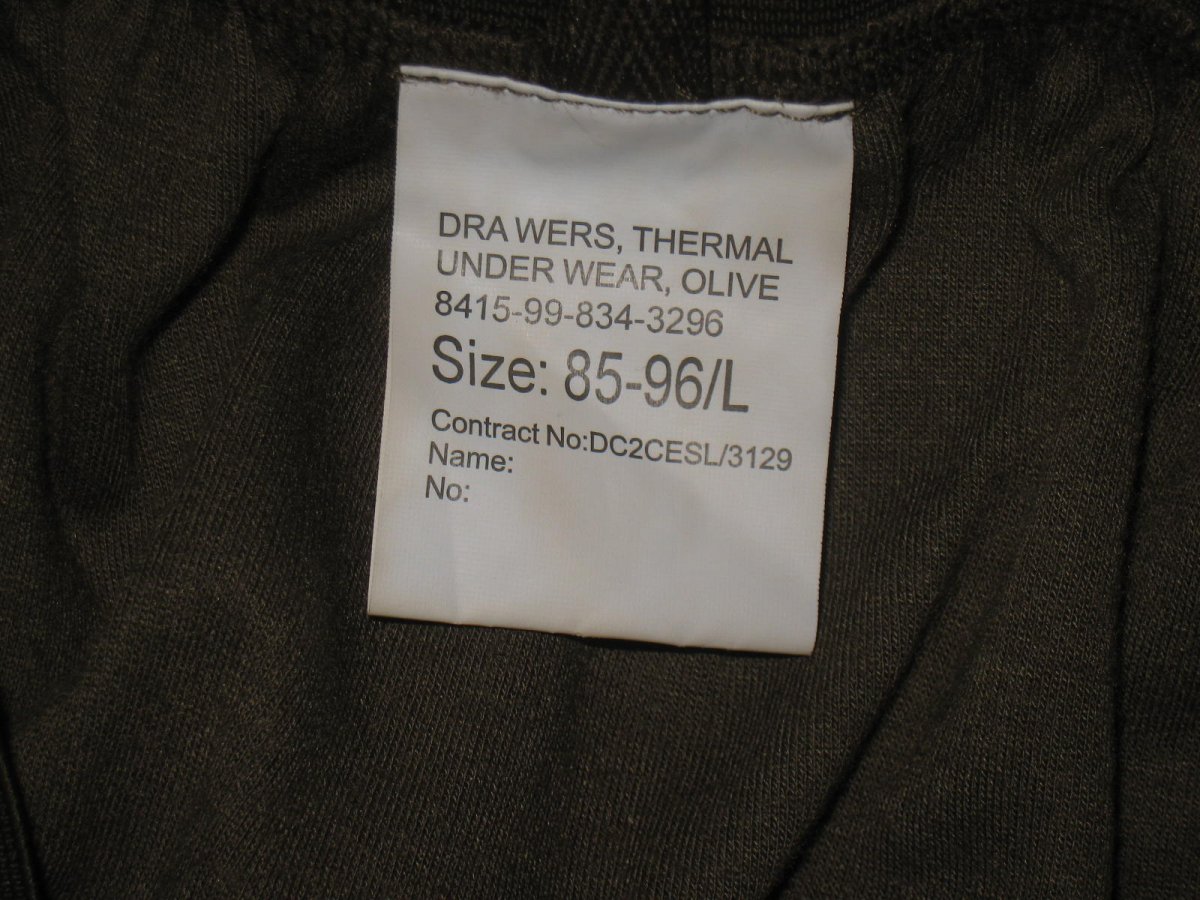 DRA WERS, THERMAL
UNDER WEAR, OLIVE
8415-99-834-3296
Size: 85-96/L
Contract No:DC2CESL/3129
Name:
No: